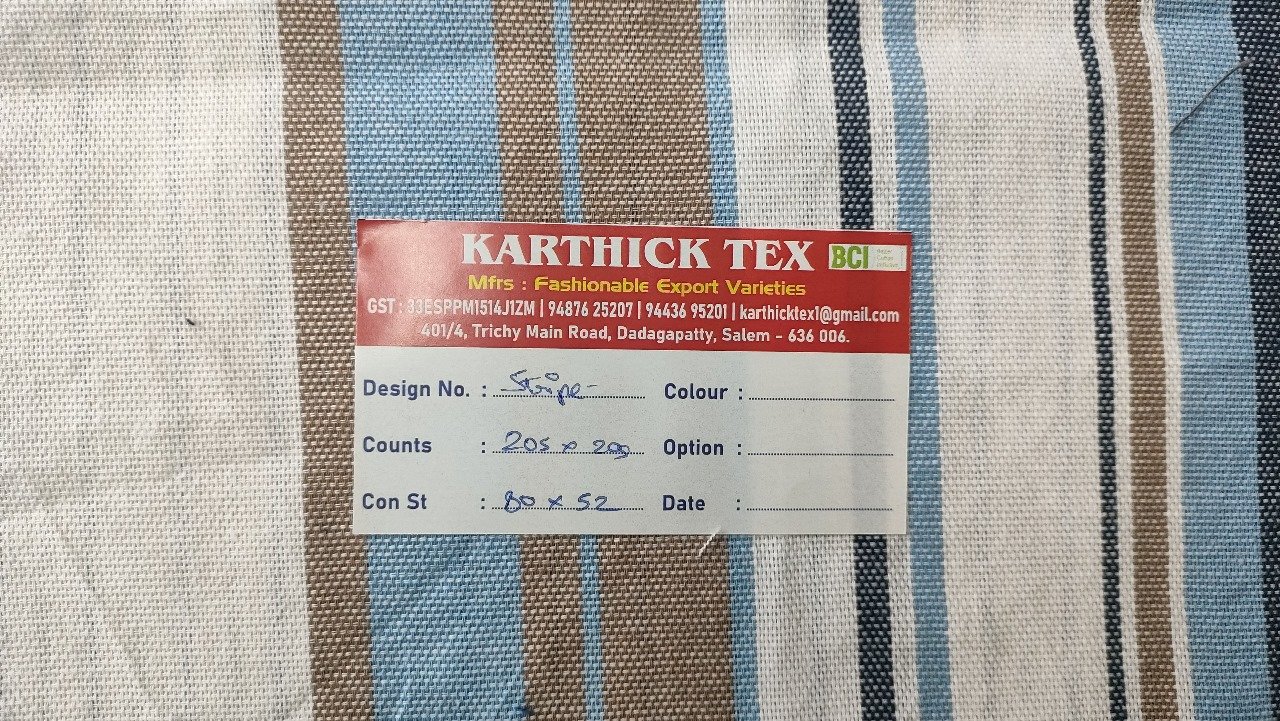 KARTHICK TEX BCI
Mfrs : Fashionable Export Varieties
GST : 33ESPPM1514J1ZM | 94876 25207 | 94436 95201 | karthicktex1@gmail.com
401/4, Trichy Main Road, Dadagapatty, Salem - 636 006.
Design No. : Stripe Colour :
Counts : 20s x 20s Option :
Con St : 80 x 52 Date :